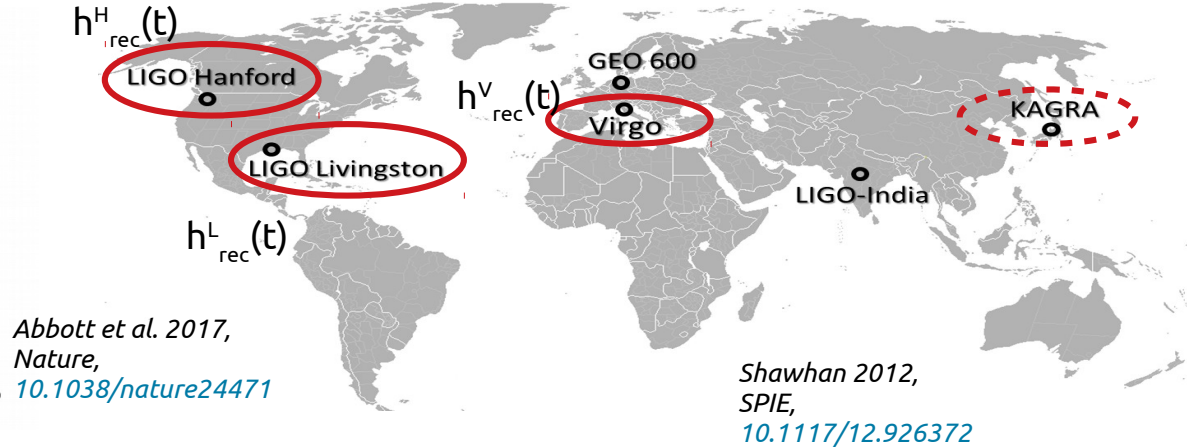 h^H_rec(t)
LIGO Hanford
GEO 600
h^V_rec(t)
Virgo
KAGRA
LIGO Livingston
LIGO-India
h^L_rec(t)
Abbott et al. 2017,
Nature,
10.1038/nature24471
Shawhan 2012,
SPIE,
10.1117/12.926372